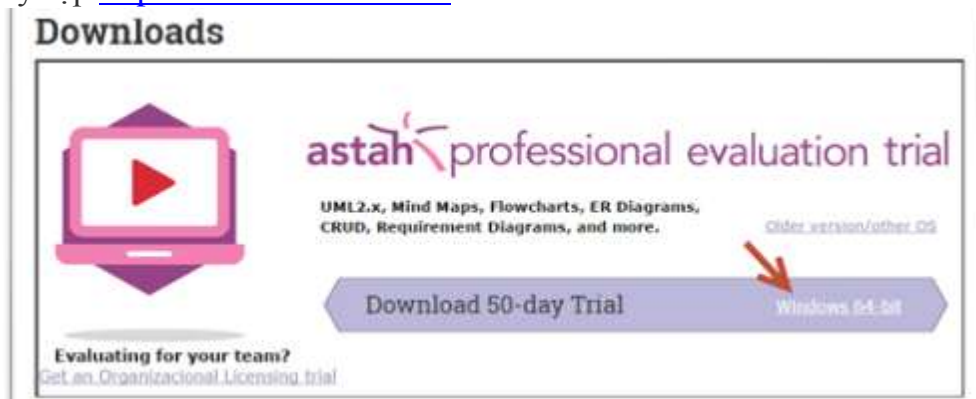 Downloads
astah professional evaluation trial
UML2.x, Mind Maps, Flowcharts, ER Diagrams,
CRUD, Requirement Diagrams, and more.
Older version/other OS
Download 50-day Trial Windows 64-bit
Evaluating for your team?
Get an Organizacional Licensing trial